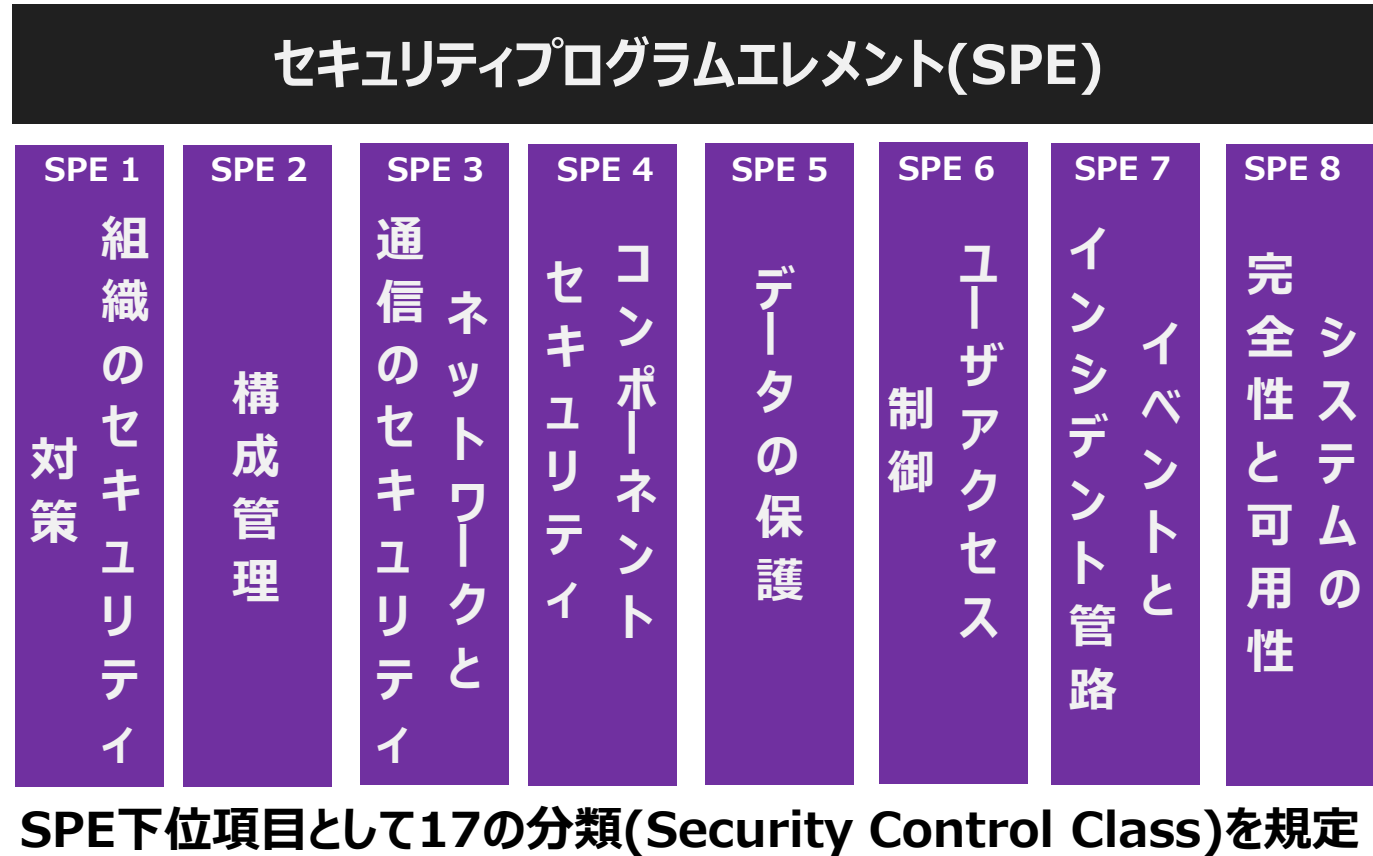 セキュリティプログラムエレメント(SPE)
SPE 1
組織のセキュリティ
対策
SPE 2
構成管理
SPE 3
ネットワークと
通信のセキュリティ
SPE 4
コンポーネント
セキュリティ
SPE 5
データの保護
SPE 6
ユーザアクセス
制御
SPE 7
イベントと
インシデント管路
SPE 8
システムの
完全性と可用性
SPE下位項目として17の分類(Security Control Class)を規定